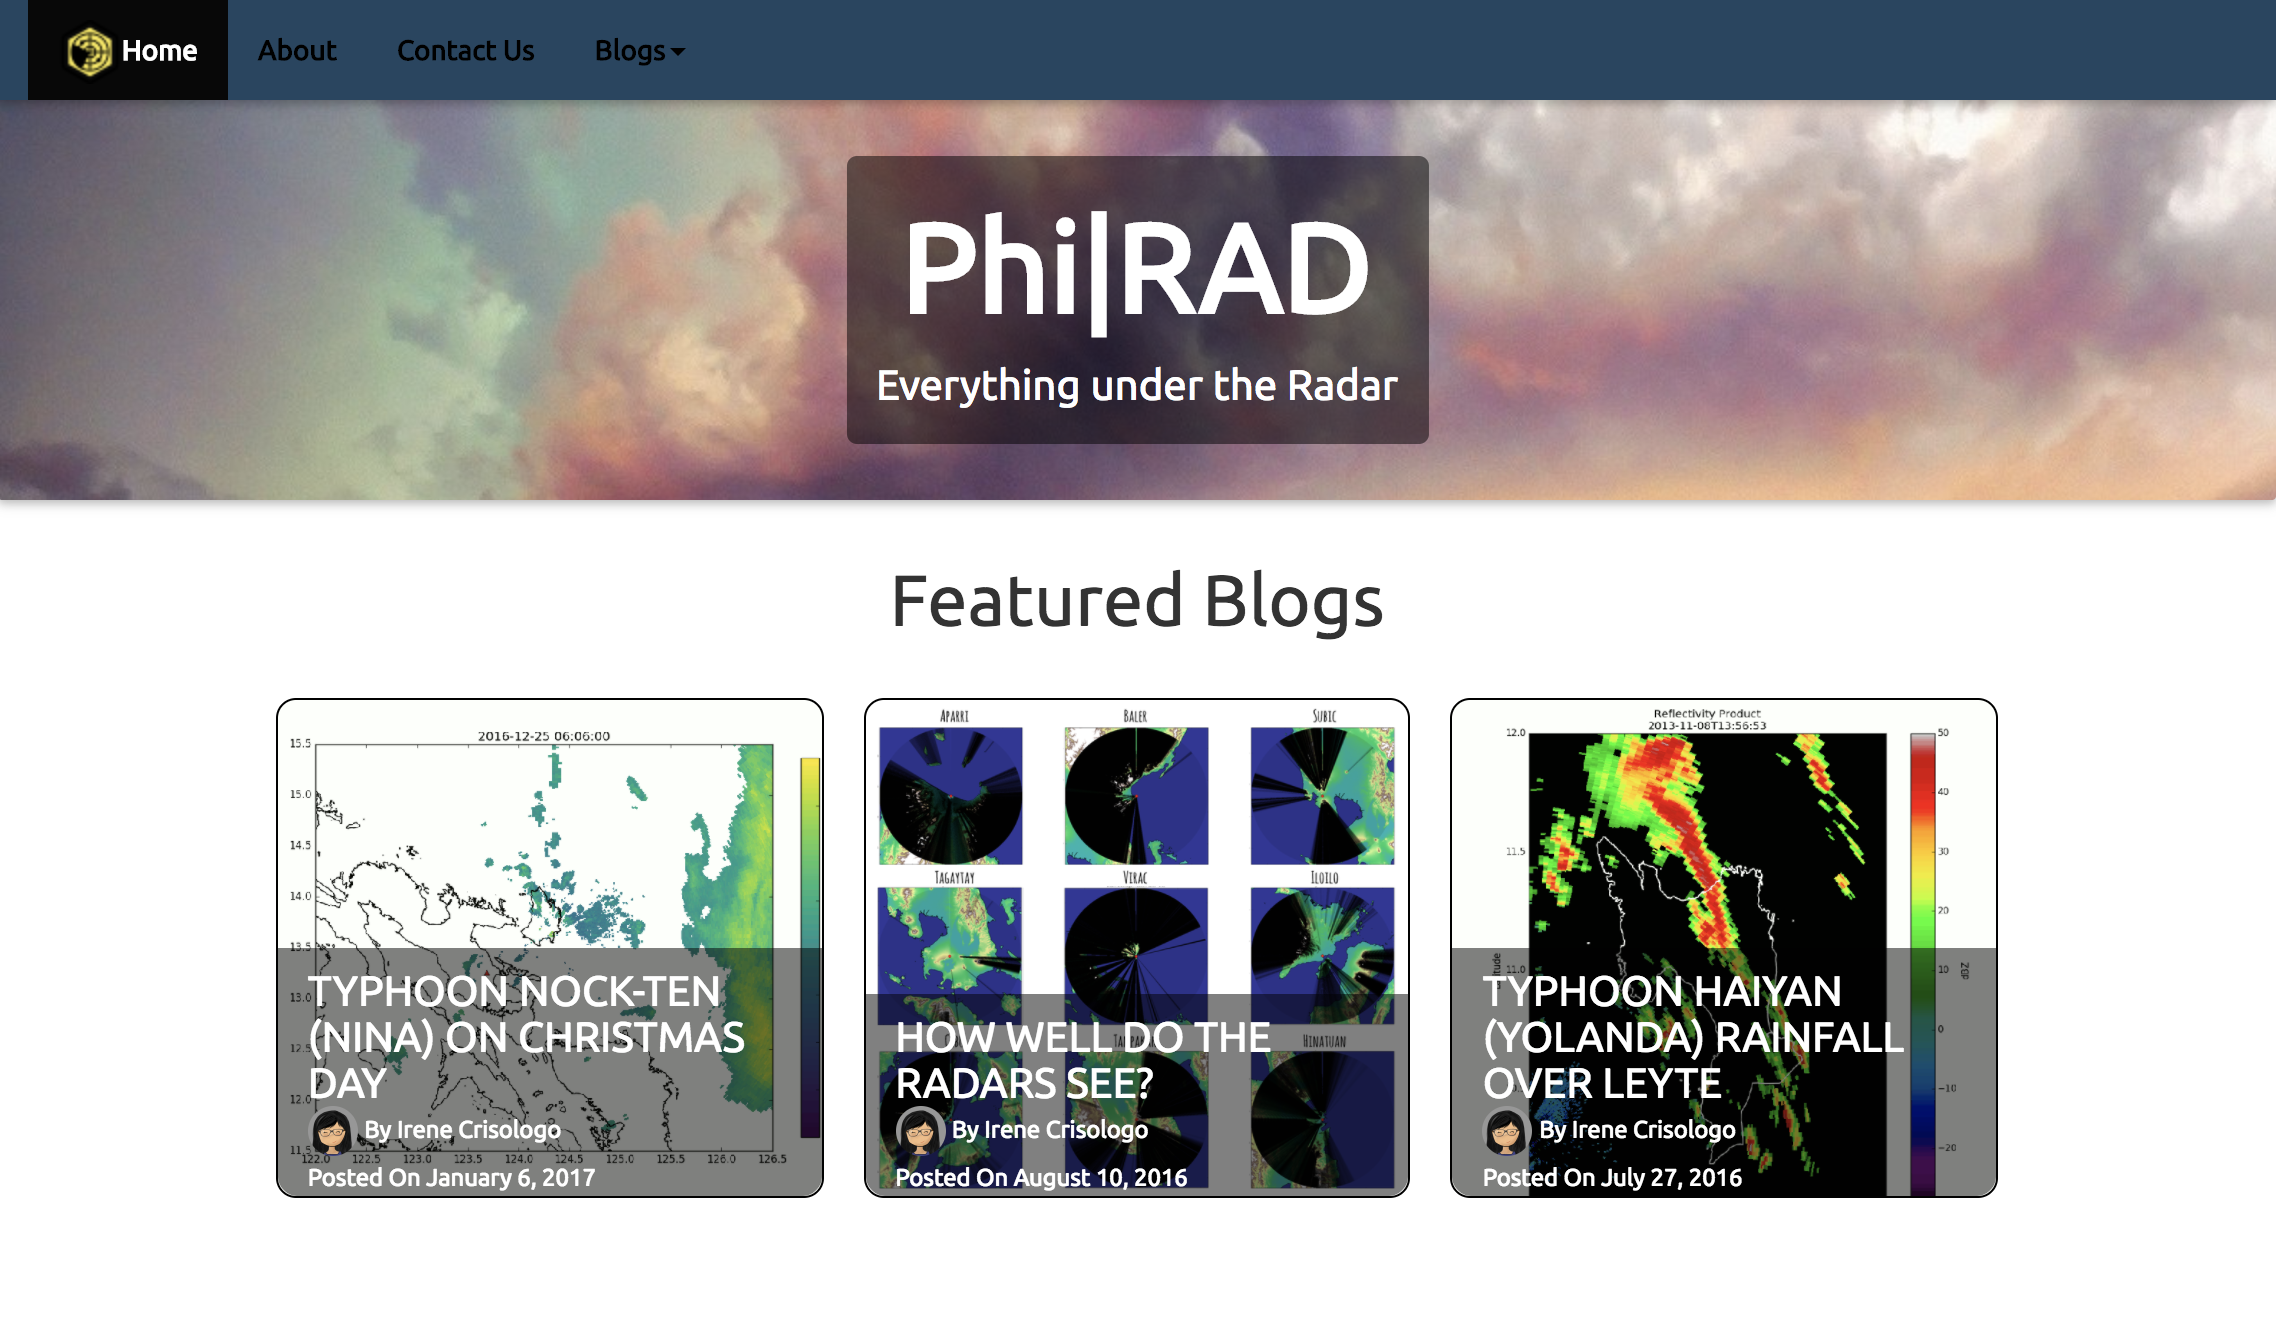 Home About Contact Us Blogs
Phi|RAD
Everything under the Radar
Featured Blogs
2016-12-25 06:06:00
15.5
15.0
14.5
14.0
13.5
13.0
12.5
12.0
11.5
122.0 122.5 123.0 123.5 124.0 124.5 125.0 125.5 126.0 126.5
TYPHOON NOCK-TEN
(NINA) ON CHRISTMAS
DAY
By Irene Crisologo
Posted On January 6, 2017
APARRI BALER SUBIC
TAGAYTAY VIRAC ILOILO
HINATUAN
HOW WELL DO THE
RADARS SEE?
By Irene Crisologo
Posted On August 10, 2016
Reflectivity Product
2013-11-08T13:56:53
12.0
11.5
11.0
50
40
30
20
10
0
−10
−20
TYPHOON HAIYAN
(YOLANDA) RAINFALL
OVER LEYTE
By Irene Crisologo
Posted On July 27, 2016